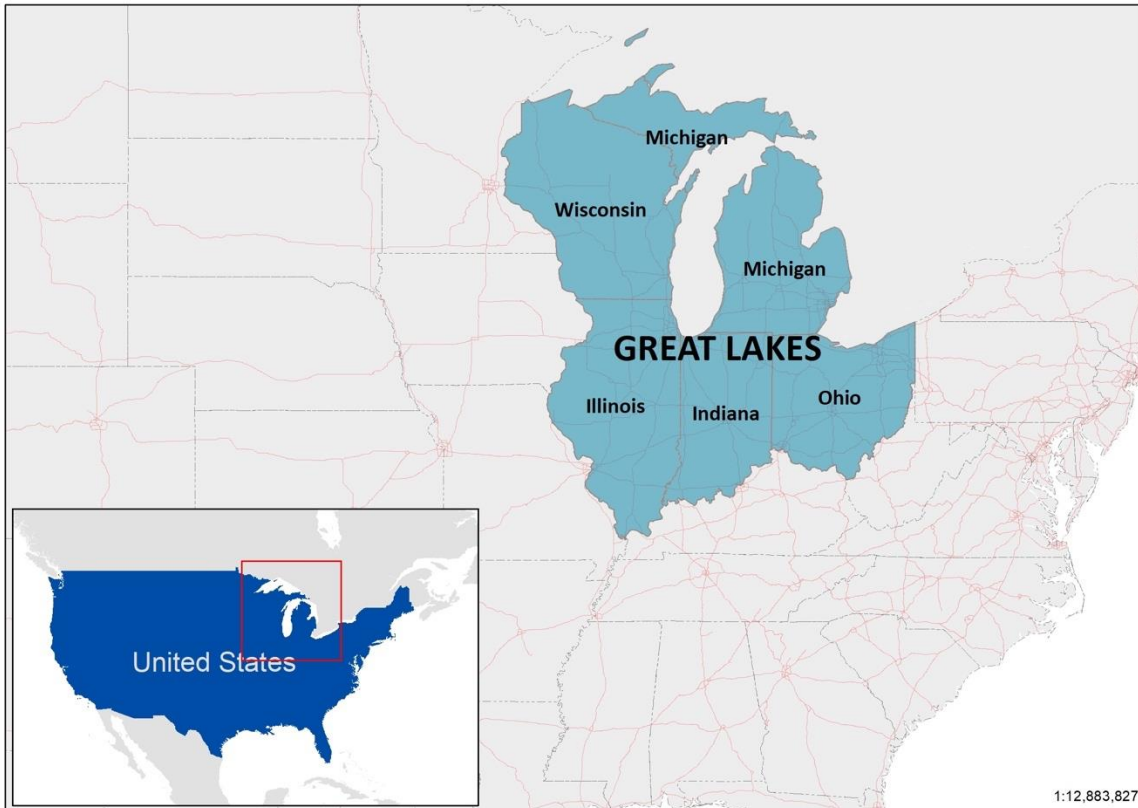 Michigan
Wisconsin
Michigan
GREAT LAKES
Illinois
Indiana
Ohio
United States
1:12,883,827